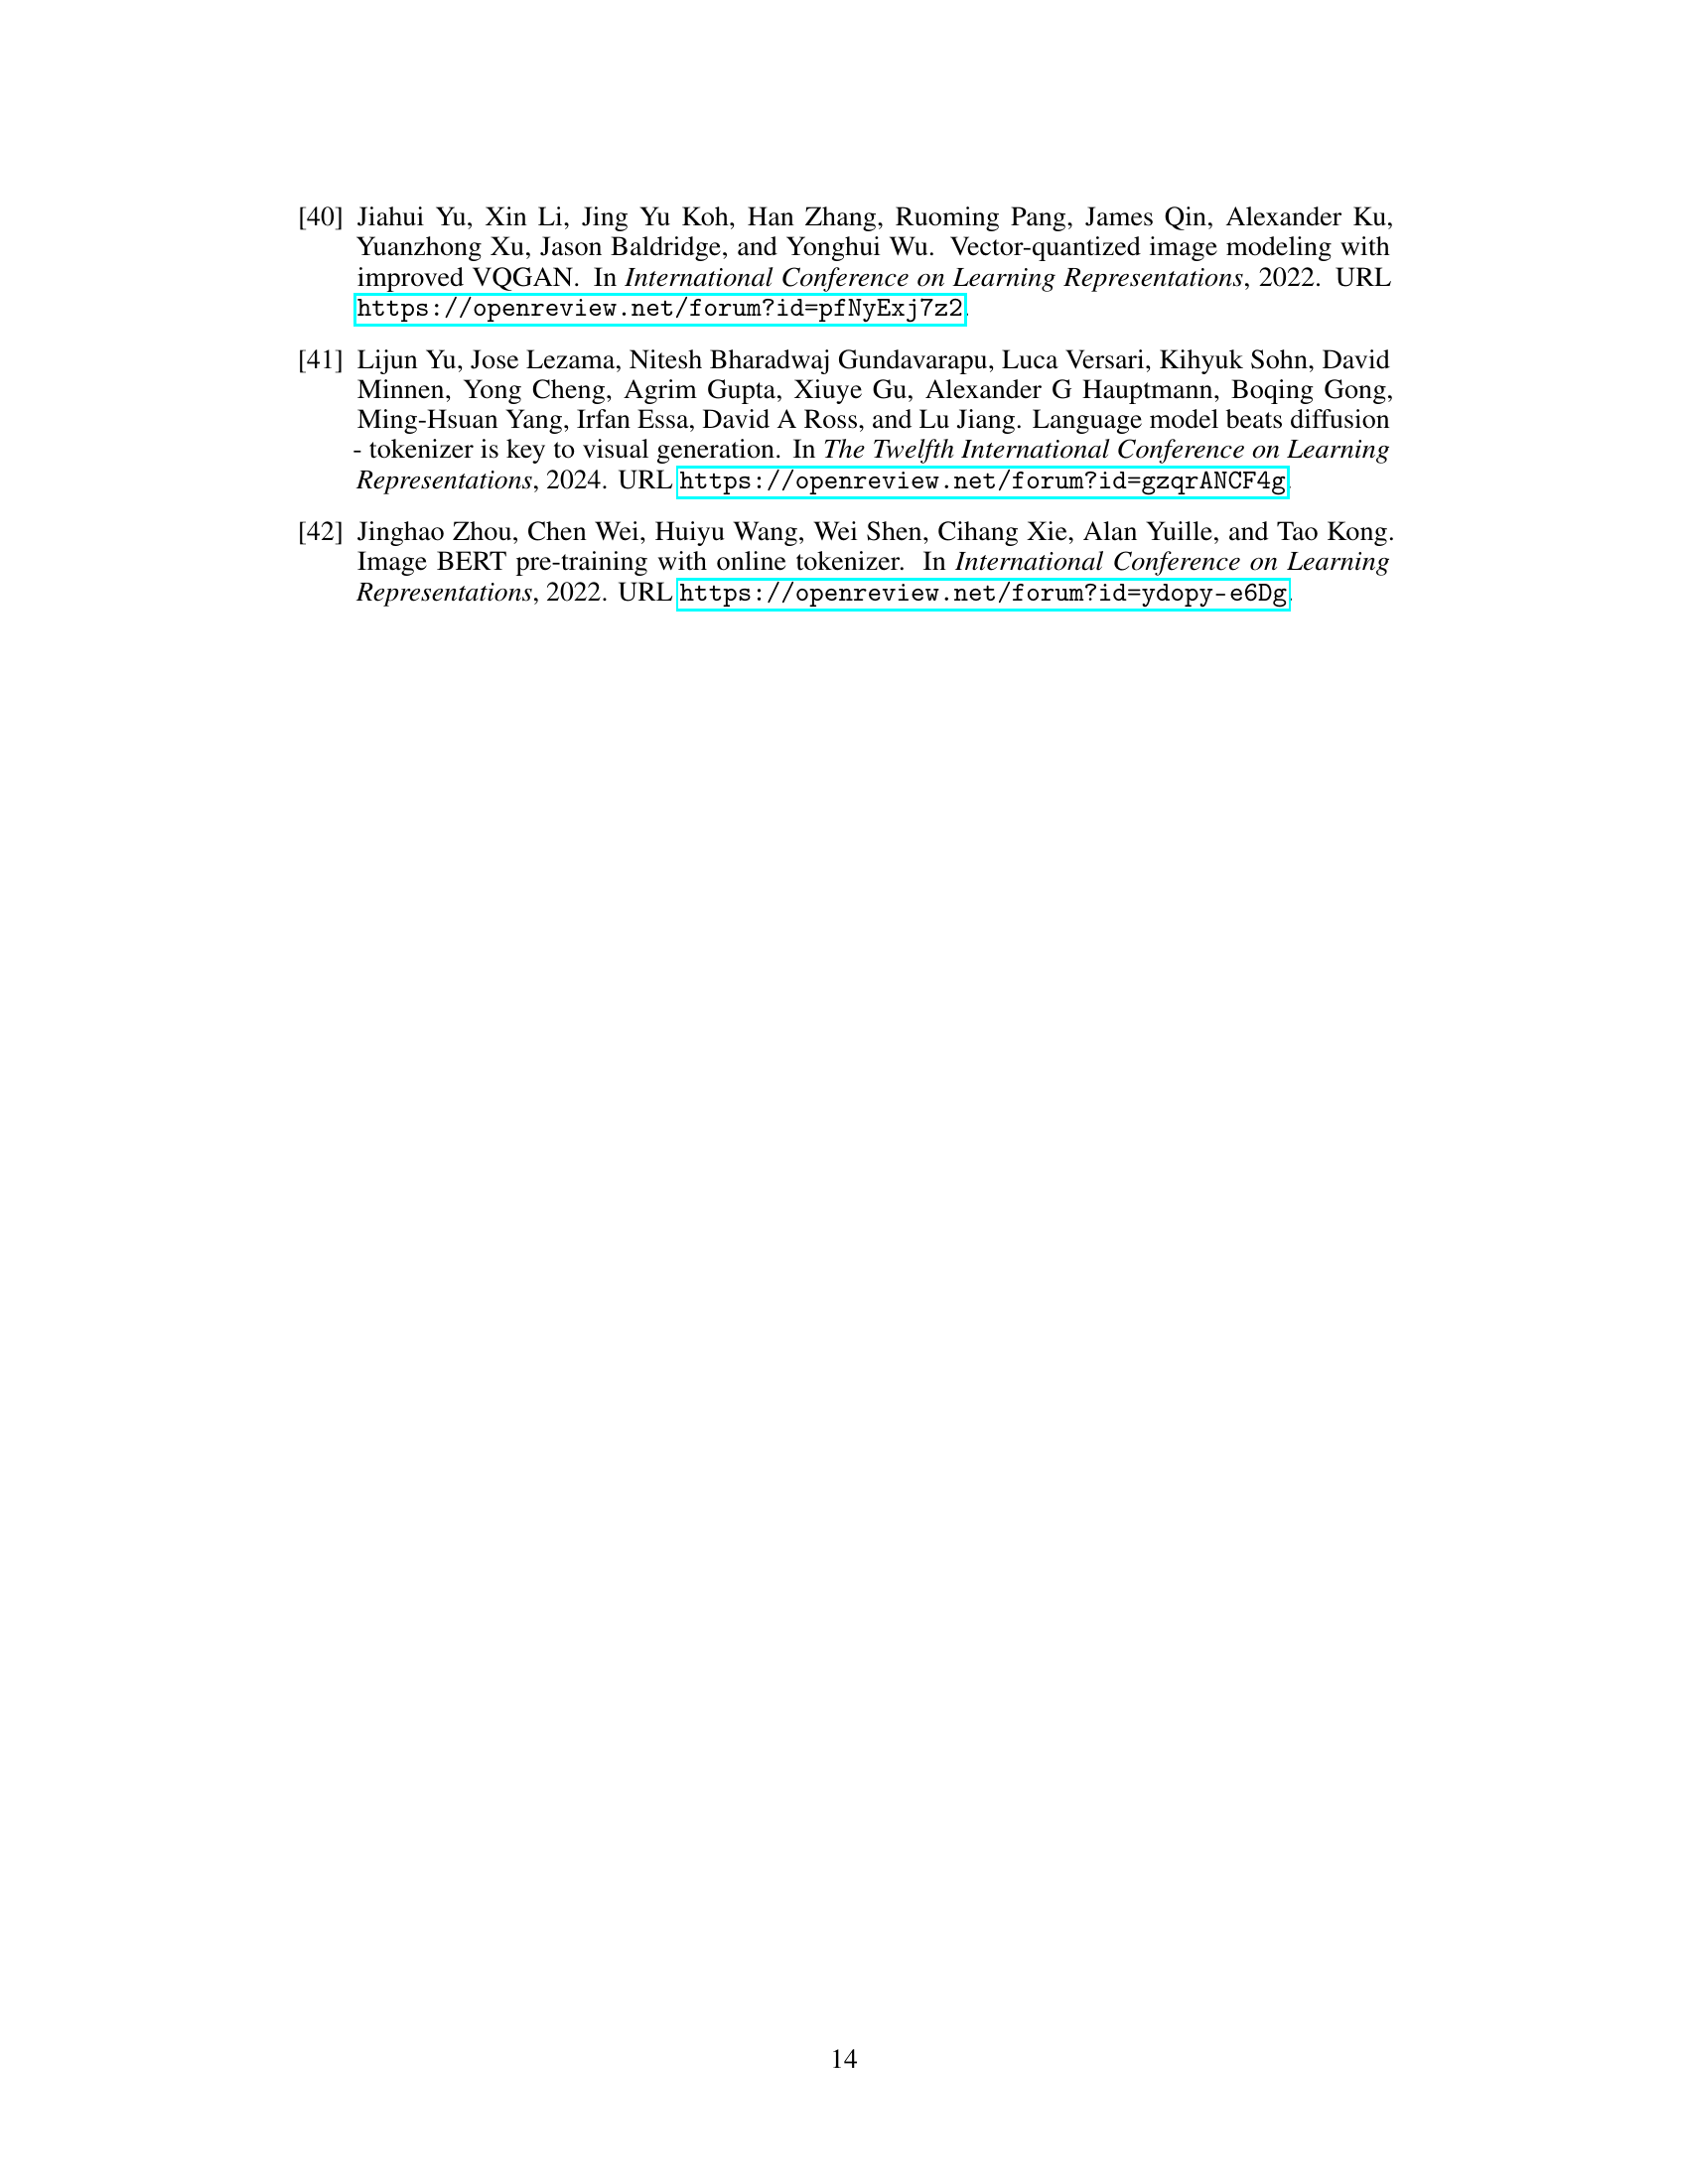 [40] Jiahui Yu, Xin Li, Jing Yu Koh, Han Zhang, Ruoming Pang, James Qin, Alexander Ku,
Yuanzhong Xu, Jason Baldridge, and Yonghui Wu. Vector-quantized image modeling with
improved VQGAN. In International Conference on Learning Representations, 2022. URL
https://openreview.net/forum?id=pfNyExj7z2.
[41] Lijun Yu, Jose Lezama, Nitesh Bharadwaj Gundavarapu, Luca Versari, Kihyuk Sohn, David
Minnen, Yong Cheng, Agrim Gupta, Xiuye Gu, Alexander G Hauptmann, Boqing Gong,
Ming-Hsuan Yang, Irfan Essa, David A Ross, and Lu Jiang. Language model beats diffusion
- tokenizer is key to visual generation. In The Twelfth International Conference on Learning
Representations, 2024. URL https://openreview.net/forum?id=gzqrANCF4g.
[42] Jinghao Zhou, Chen Wei, Huiyu Wang, Wei Shen, Cihang Xie, Alan Yuille, and Tao Kong.
Image BERT pre-training with online tokenizer. In International Conference on Learning
Representations, 2022. URL https://openreview.net/forum?id=ydopy-e6Dg.
14